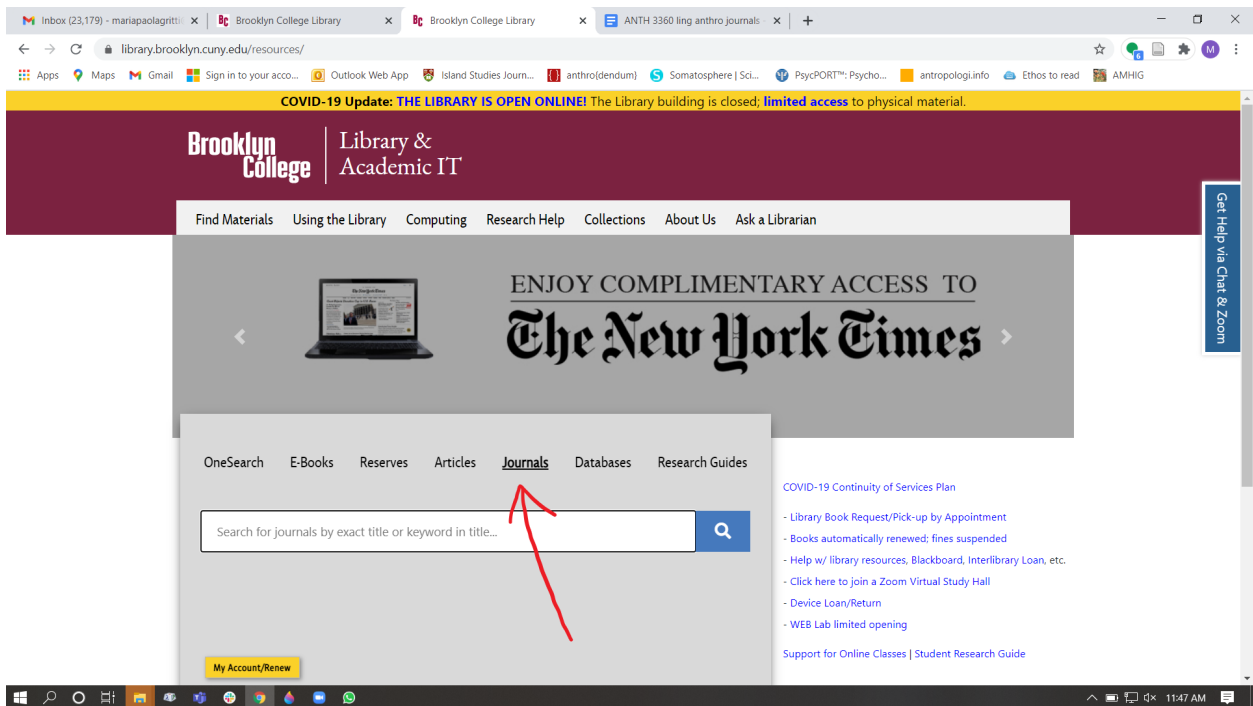 Inbox (23,179) - mariapaolagritti
Brooklyn College Library
Brooklyn College Library
ANTH 3360 ling anthro journals -
library.brooklyn.cuny.edu/resources/
Apps Maps Gmail Sign in to your acco... Outlook Web App Island Studies Journ... anthro{dendum} Somatosphere | Sci... PsycPORT™: Psycho... antropologi.info Ethos to read AMHIG
COVID-19 Update: THE LIBRARY IS OPEN ONLINE! The Library building is closed; limited access to physical material.
Brooklyn
College
Library &
Academic IT
Get Help via Chat & Zoom
Find Materials Using the Library Computing Research Help Collections About Us Ask a Librarian
ENJOY COMPLIMENTARY ACCESS TO
The New York Times
OneSearch E-Books Reserves Articles Journals Databases Research Guides
Search for journals by exact title or keyword in title...
My Account/Renew
COVID-19 Continuity of Services Plan
- Library Book Request/Pick-up by Appointment
- Books automatically renewed; fines suspended
- Help w/ library resources, Blackboard, Interlibrary Loan, etc.
- Click here to join a Zoom Virtual Study Hall
- Device Loan/Return
- WEB Lab limited opening
Support for Online Classes | Student Research Guide
11:47 AM